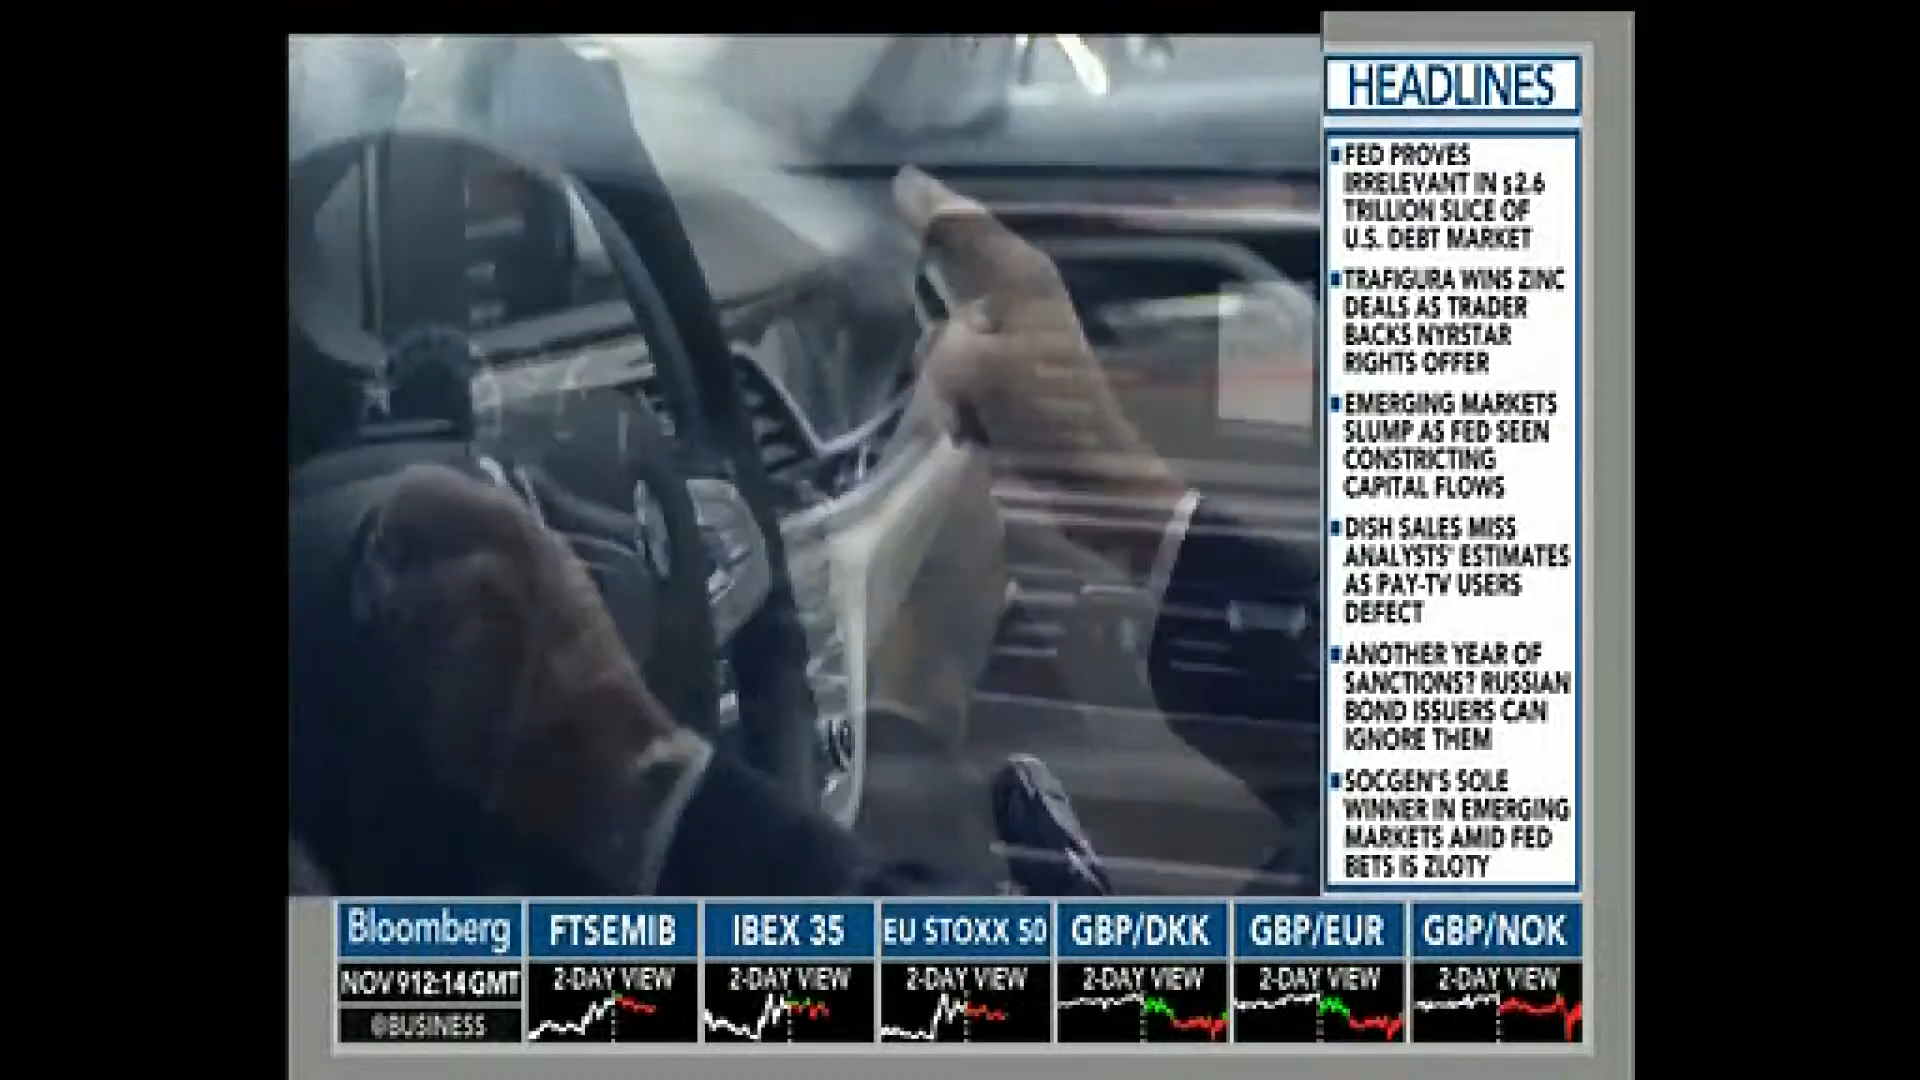 HEADLINES
FED PROVES
IRRELEVANT IN $2.6
TRILLION SLICE OF
U.S. DEBT MARKET
TRAFIGURA WINS ZINC
DEALS AS TRADER
BACKS NYRSTAR
RIGHTS OFFER
EMERGING MARKETS
SLUMP AS FED SEEN
CONSTRICTING
CAPITAL FLOWS
DISH SALES MISS
ANALYSTS' ESTIMATES
AS PAY-TV USERS
DEFECT
ANOTHER YEAR OF
SANCTIONS? RUSSIAN
BOND ISSUERS CAN
IGNORE THEM
SOCGEN'S SOLE
WINNER IN EMERGING
MARKETS AMID FED
BETS IS ZLOTY
Bloomberg FTSEMIB IBEX 35 EU STOXX 50 GBP/DKK GBP/EUR GBP/NOK
NOV 9 12:14 GMT 2-DAY VIEW 2-DAY VIEW 2-DAY VIEW 2-DAY VIEW 2-DAY VIEW 2-DAY VIEW
@BUSINESS